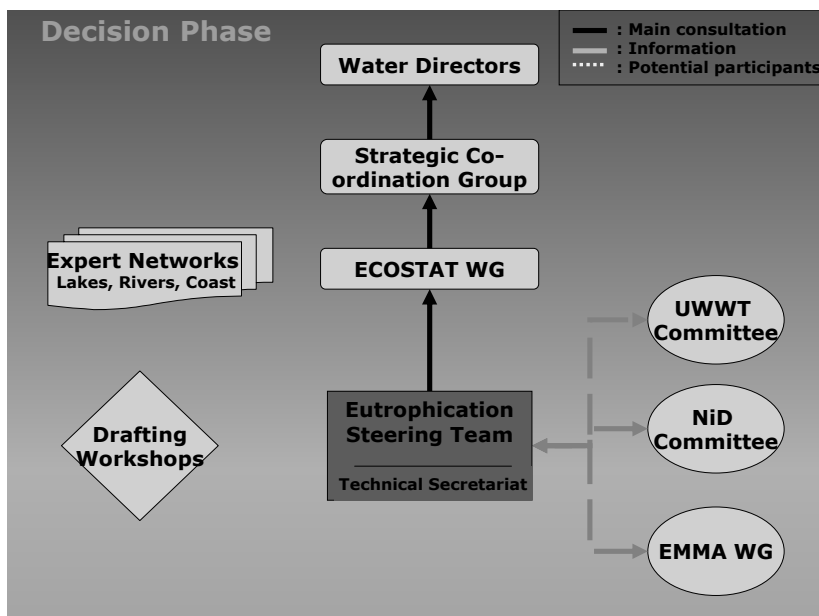 Decision Phase
: Main consultation
: Information
: Potential participants
Water Directors
Strategic Co-
ordination Group
Expert Networks
Lakes, Rivers, Coast
ECOSTAT WG
UWWT
Committee
Eutrophication
Steering Team
Technical Secretariat
NiD
Committee
Drafting
Workshops
EMMA WG